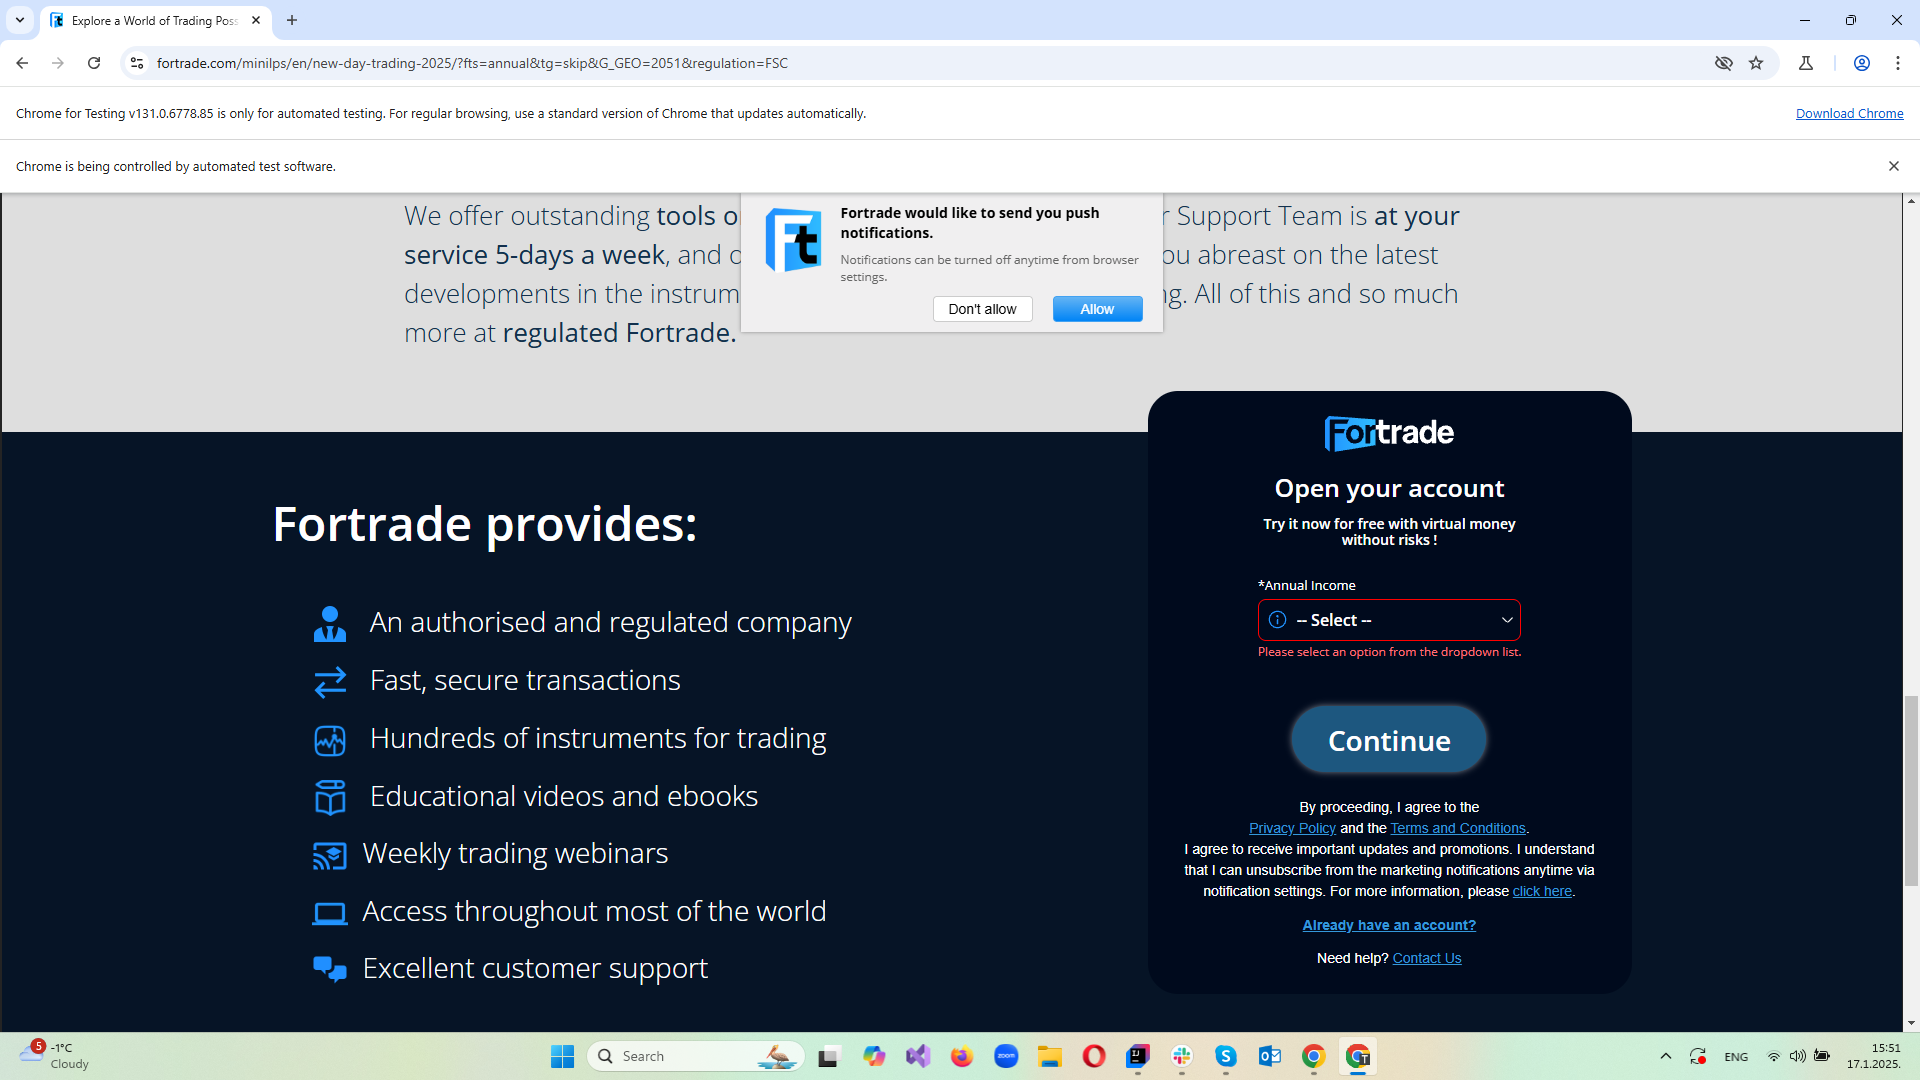 Explore a World of Trading Poss
fortrade.com/minilps/en/new-day-trading-2025/?fts=annual&tg=skip&G_GEO=2051&regulation=FSC
Chrome for Testing v131.0.6778.85 is only for automated testing. For regular browsing, use a standard version of Chrome that updates automatically.
Download Chrome
Chrome is being controlled by automated test software.
We offer outstanding tools o
r Support Team is at your
service 5-days a week, and
ou abreast on the latest
developments in the instrum
ng. All of this and so much
more at regulated Fortrade.
Ft
Fortrade would like to send you push
notifications.
Notifications can be turned off anytime from browser
settings.
Don't allow
Allow
Fortrade provides:
An authorised and regulated company
Fast, secure transactions
Hundreds of instruments for trading
Educational videos and ebooks
Weekly trading webinars
Access throughout most of the world
Excellent customer support
Fortrade
Open your account
Try it now for free with virtual money
without risks !
*Annual Income
-- Select --
Please select an option from the dropdown list.
Continue
By proceeding, I agree to the
Privacy Policy and the Terms and Conditions.
I agree to receive important updates and promotions. I understand
that I can unsubscribe from the marketing notifications anytime via
notification settings. For more information, please click here.
Already have an account?
Need help? Contact Us
5
-1°C
Cloudy
Search
zoom
ENG
15:51
17.1.2025.